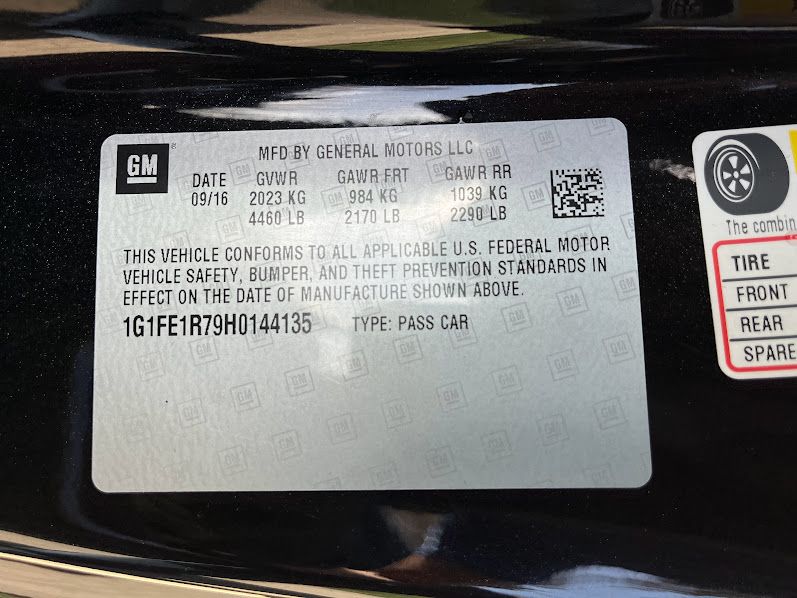 GM
MFD BY GENERAL MOTORS LLC
DATE GVWR GAWR FRT GAWR RR
09/16 2023 KG 984 KG 1039 KG
4460 LB 2170 LB 2290 LB
THIS VEHICLE CONFORMS TO ALL APPLICABLE U.S. FEDERAL MOTOR
VEHICLE SAFETY, BUMPER, AND THEFT PREVENTION STANDARDS IN
EFFECT ON THE DATE OF MANUFACTURE SHOWN ABOVE.
1G1FE1R79H0144135 TYPE: PASS CAR
The combin
TIRE
FRONT
REAR
SPARE